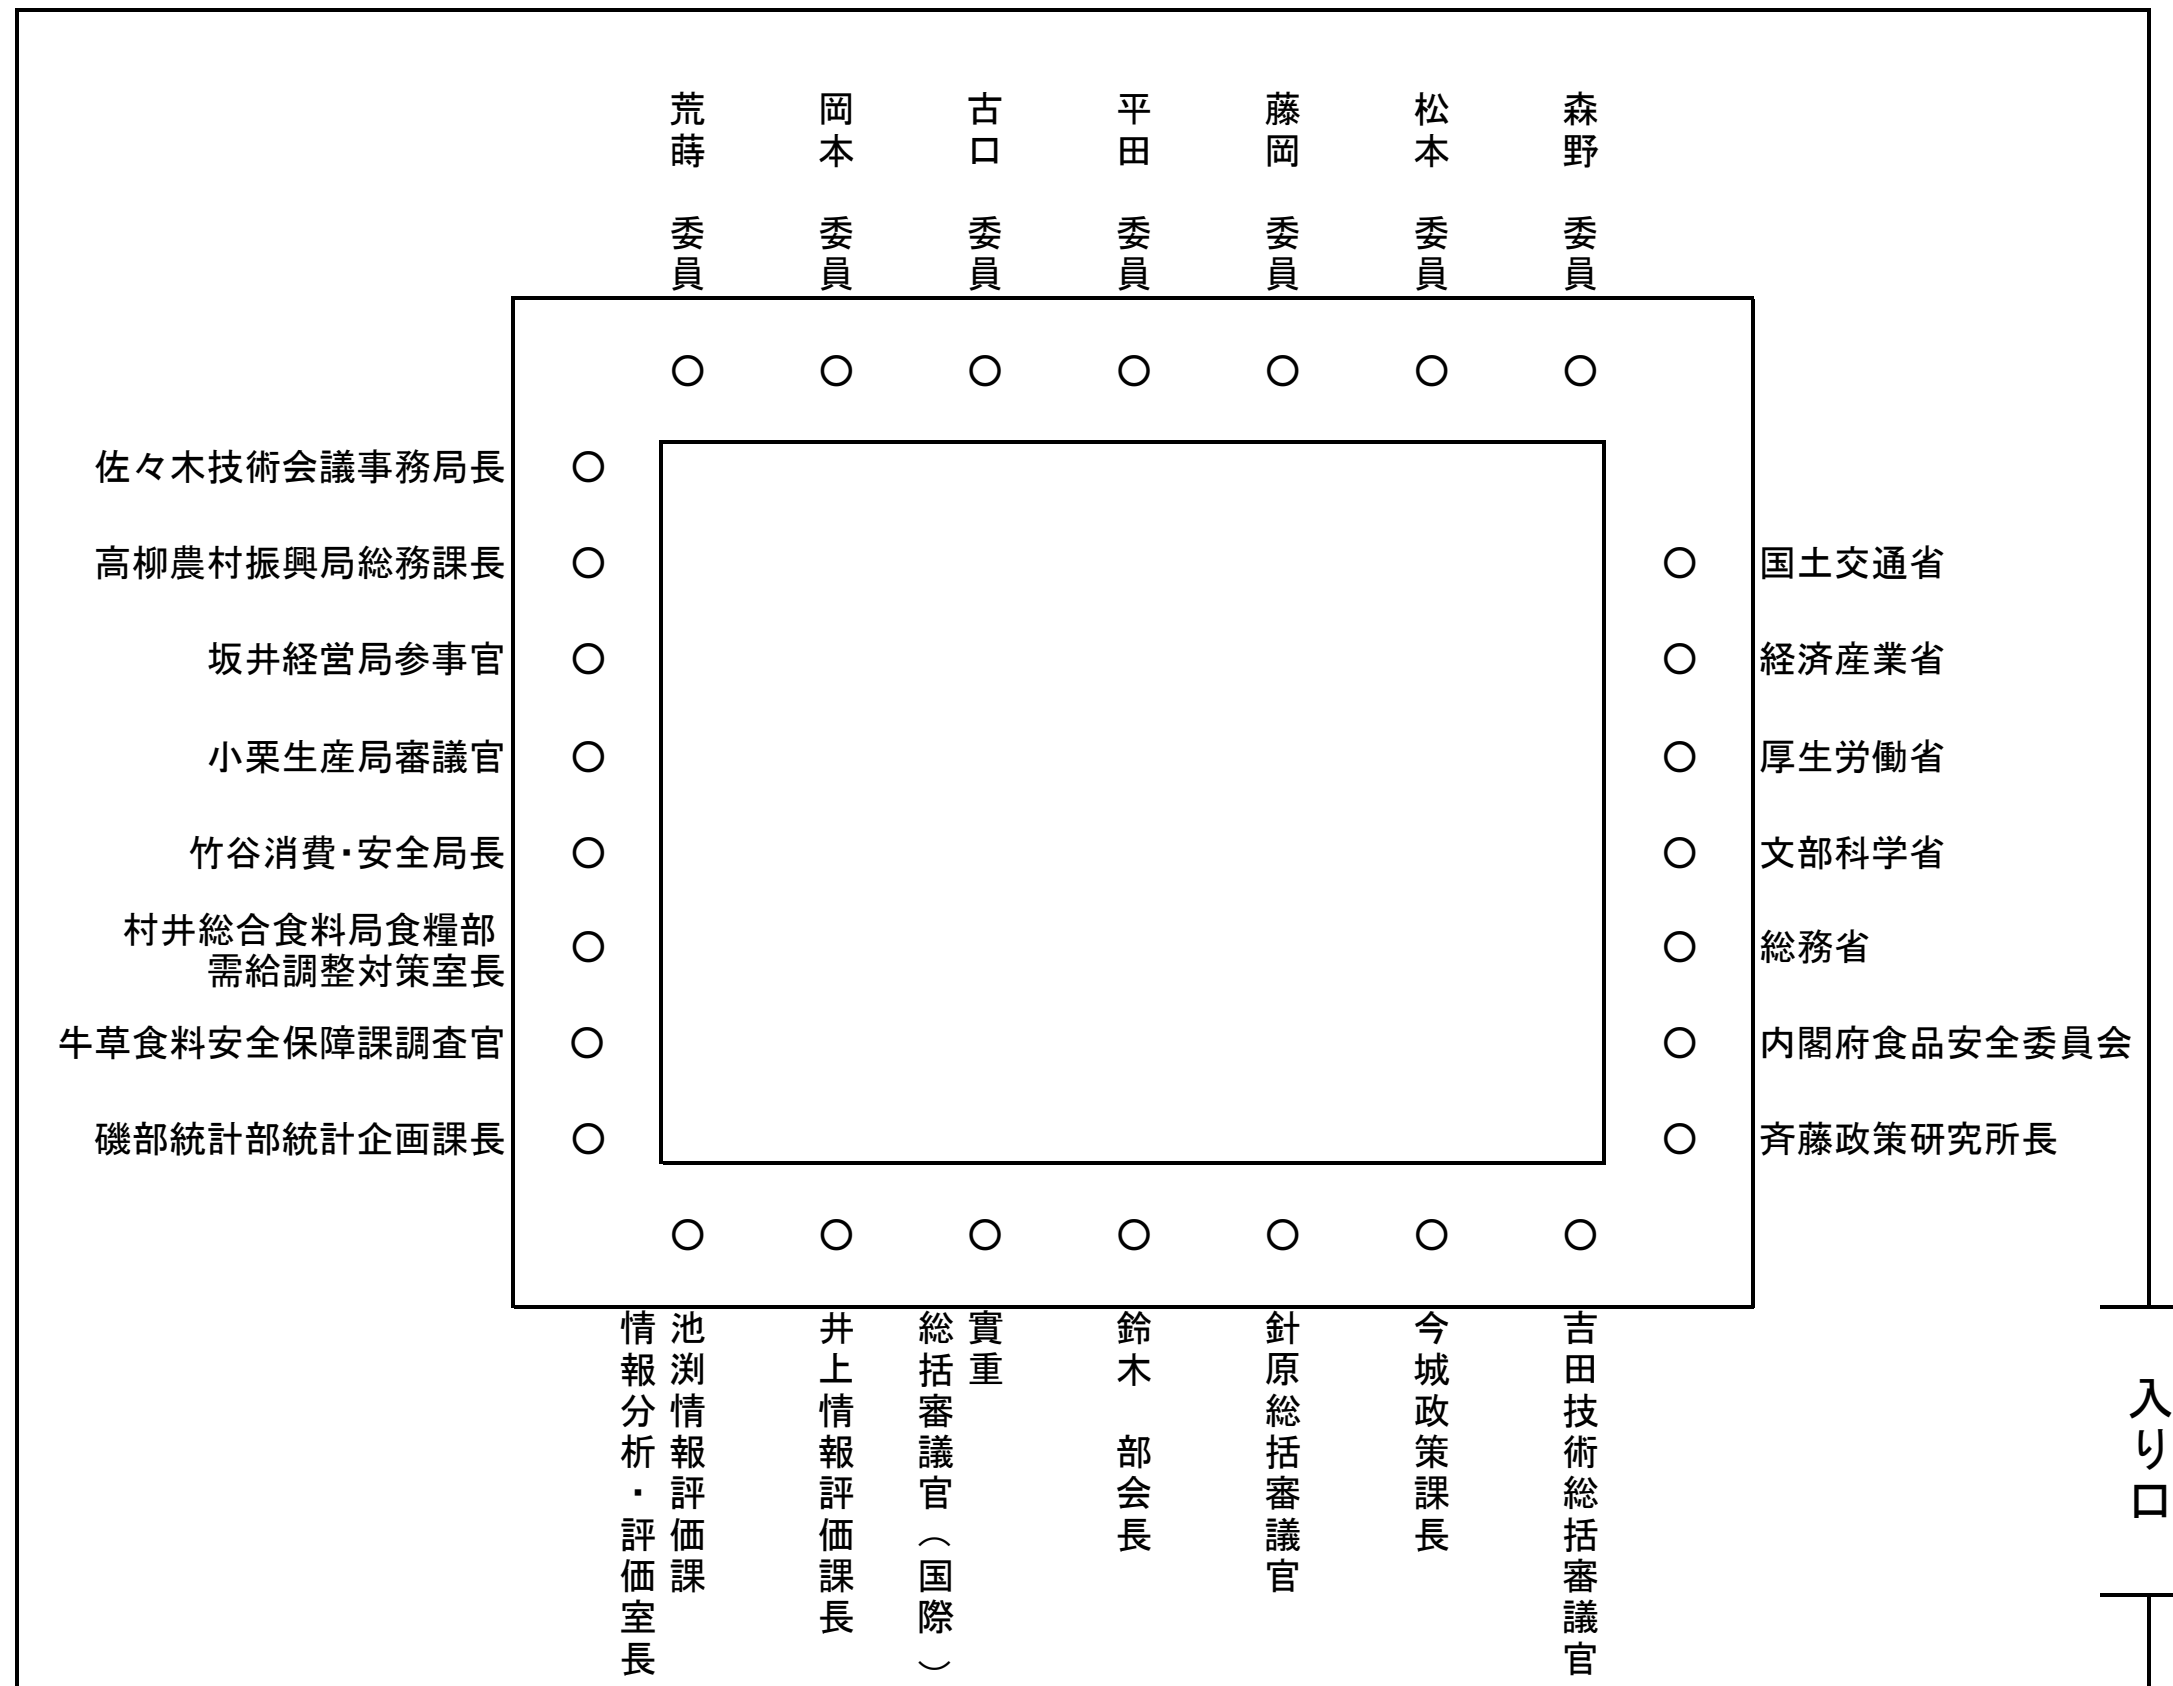 荒蒔 委員
岡本 委員
古口 委員
平田 委員
藤岡 委員
松本 委員
森野 委員
佐々木技術会議事務局長
高柳農村振興局総務課長
坂井経営局参事官
小栗生産局審議官
竹谷消費・安全局長
村井総合食料局食糧部
需給調整対策室長
牛草食料安全保障課調査官
磯部統計部統計企画課長
国土交通省
経済産業省
厚生労働省
文部科学省
総務省
内閣府食品安全委員会
斉藤政策研究所長
池渕情報評価課
情報分析・評価室長
井上情報評価課長
實重
総括審議官（国際）
鈴木 部会長
針原総括審議官
今城政策課長
吉田技術総括審議官
入り口